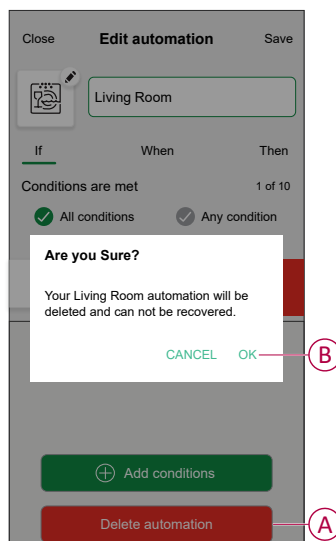 Close Edit automation Save
Living Room
If When Then
Conditions are met 1 of 10
All conditions Any condition
Are you Sure?
Your Living Room automation will be
deleted and can not be recovered.
CANCEL OK
B
Add conditions
Delete automation
A